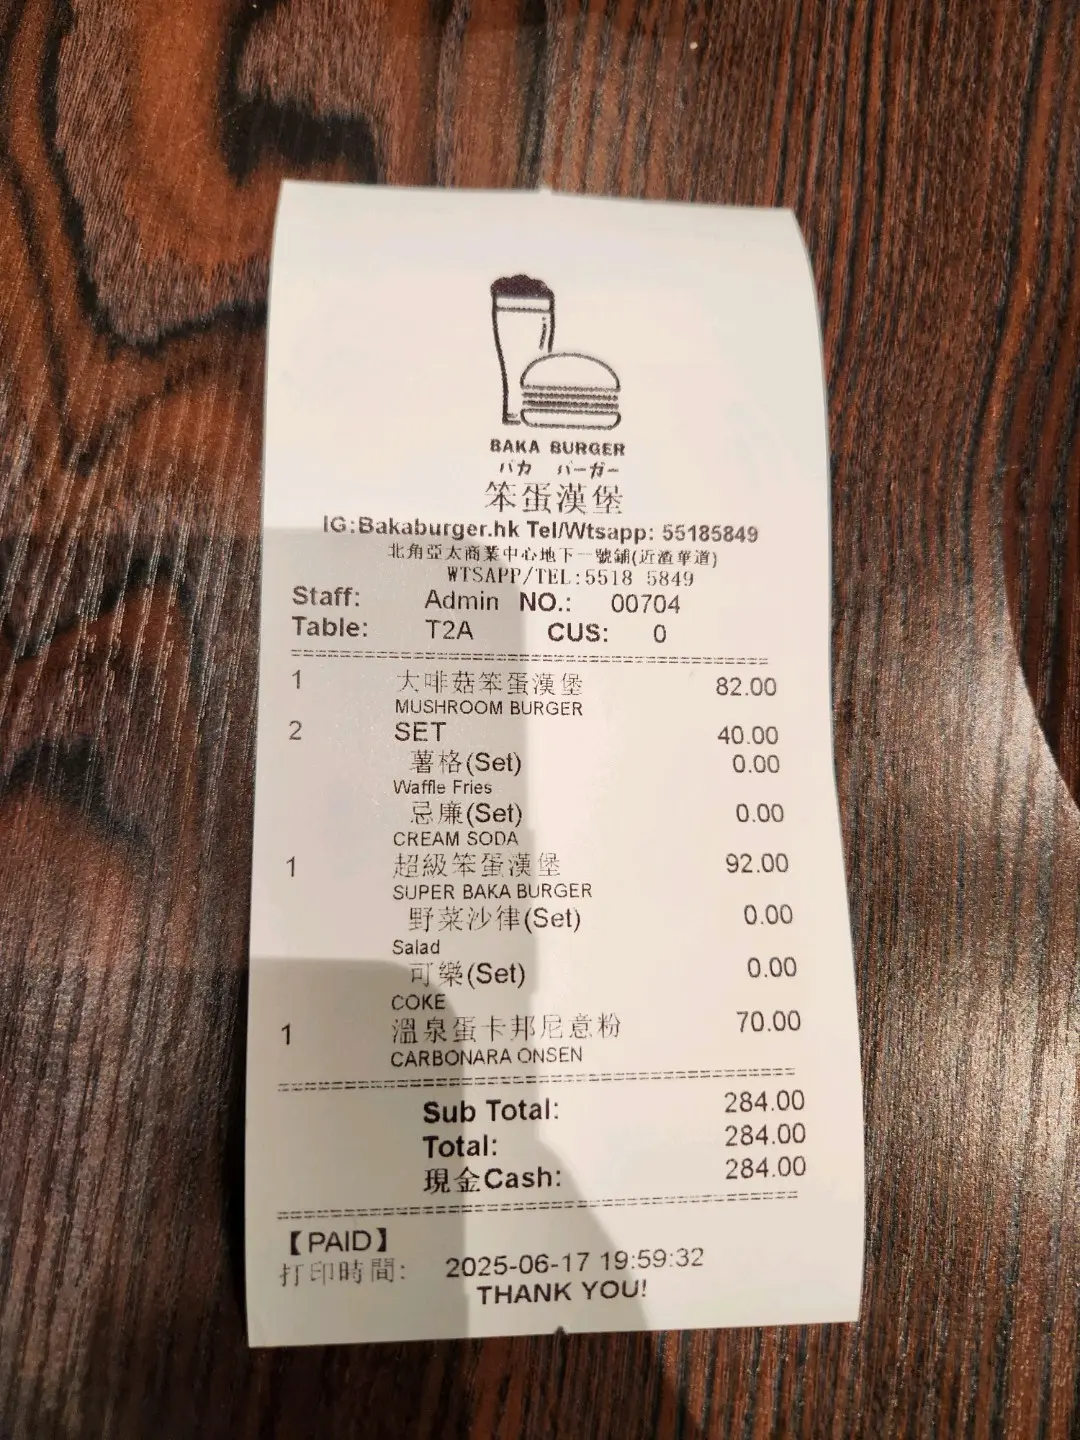 BAKA BURGER
バカ バーガー
笨蛋漢堡
IG:Bakaburger.hk Tel/Wtsapp: 55185849
北角亞太商業中心地下一號鋪(近渣華道)
WTSAPP/TEL:5518 5849
Staff: Admin NO.: 00704
Table: T2A CUS: 0
1 大啡菇笨蛋漢堡 82.00
MUSHROOM BURGER
2 SET 40.00
薯格(Set) 0.00
Waffle Fries
忌廉(Set) 0.00
CREAM SODA
1 超級笨蛋漢堡 92.00
SUPER BAKA BURGER
野菜沙律(Set) 0.00
Salad
可樂(Set) 0.00
COKE
1 溫泉蛋卡邦尼意粉 70.00
CARBONARA ONSEN
Sub Total: 284.00
Total: 284.00
現金Cash: 284.00
【PAID】
打印時間: 2025-06-17 19:59:32
THANK YOU!